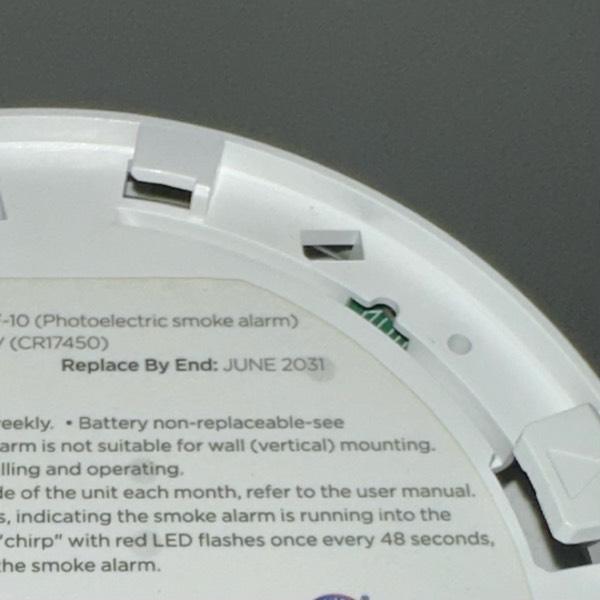 -10 (Photoelectric smoke alarm)
(CR17450)
Replace By End: JUNE 2031
weekly. • Battery non-replaceable-see
arm is not suitable for wall (vertical) mounting.
lling and operating.
de of the unit each month, refer to the user manual.
s, indicating the smoke alarm is running into the
"chirp" with red LED flashes once every 48 seconds,
the smoke alarm.